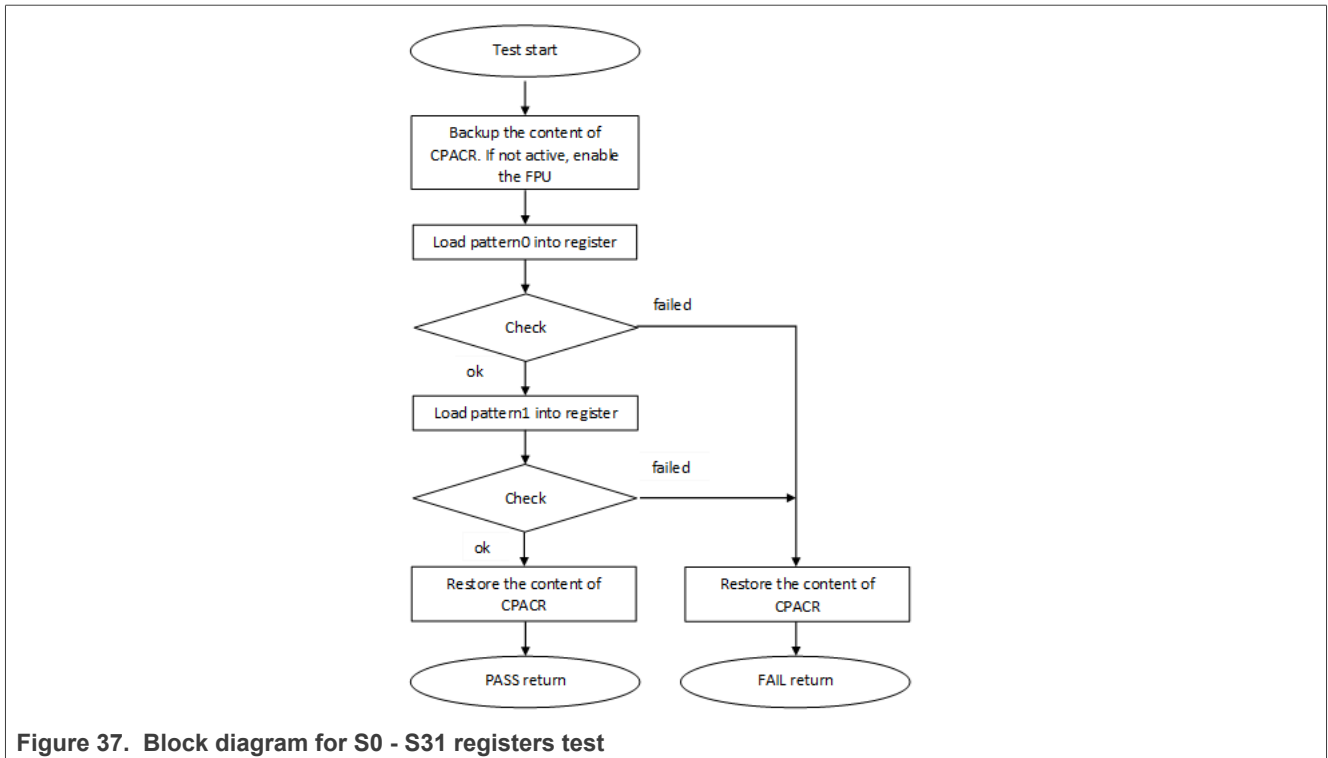 Test start
Backup the content of
CPACR. If not active, enable
the FPU
Load pattern0 into register
failed
Check
ok
Load pattern1 into register
failed
Check
ok
Restore the content of
CPACR
Restore the content of
CPACR
PASS return
FAIL return
Figure 37. Block diagram for S0 - S31 registers test